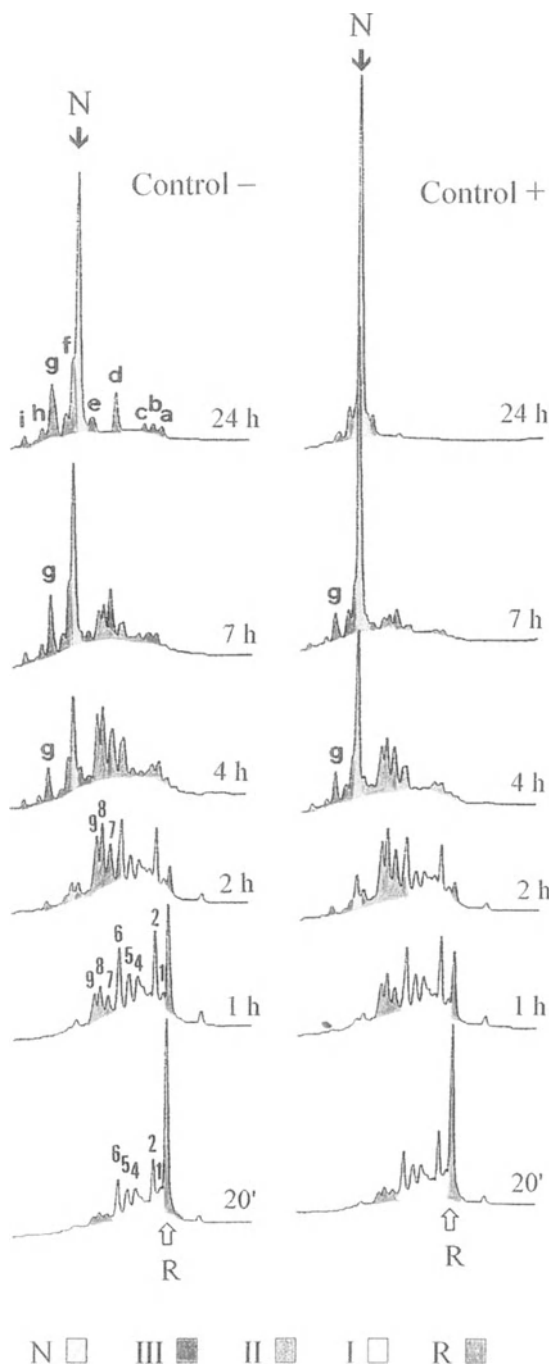 N N
Control – Control +
f
g d
i h e c b a 24 h 24 h
g g
7 h 7 h
g g
4 h 4 h
9 8 7
2 h 2 h
6 2
9 8 7 5 4 1
1 h 1 h
6 5 4 2 1
20' 20'
R R
N III II I R